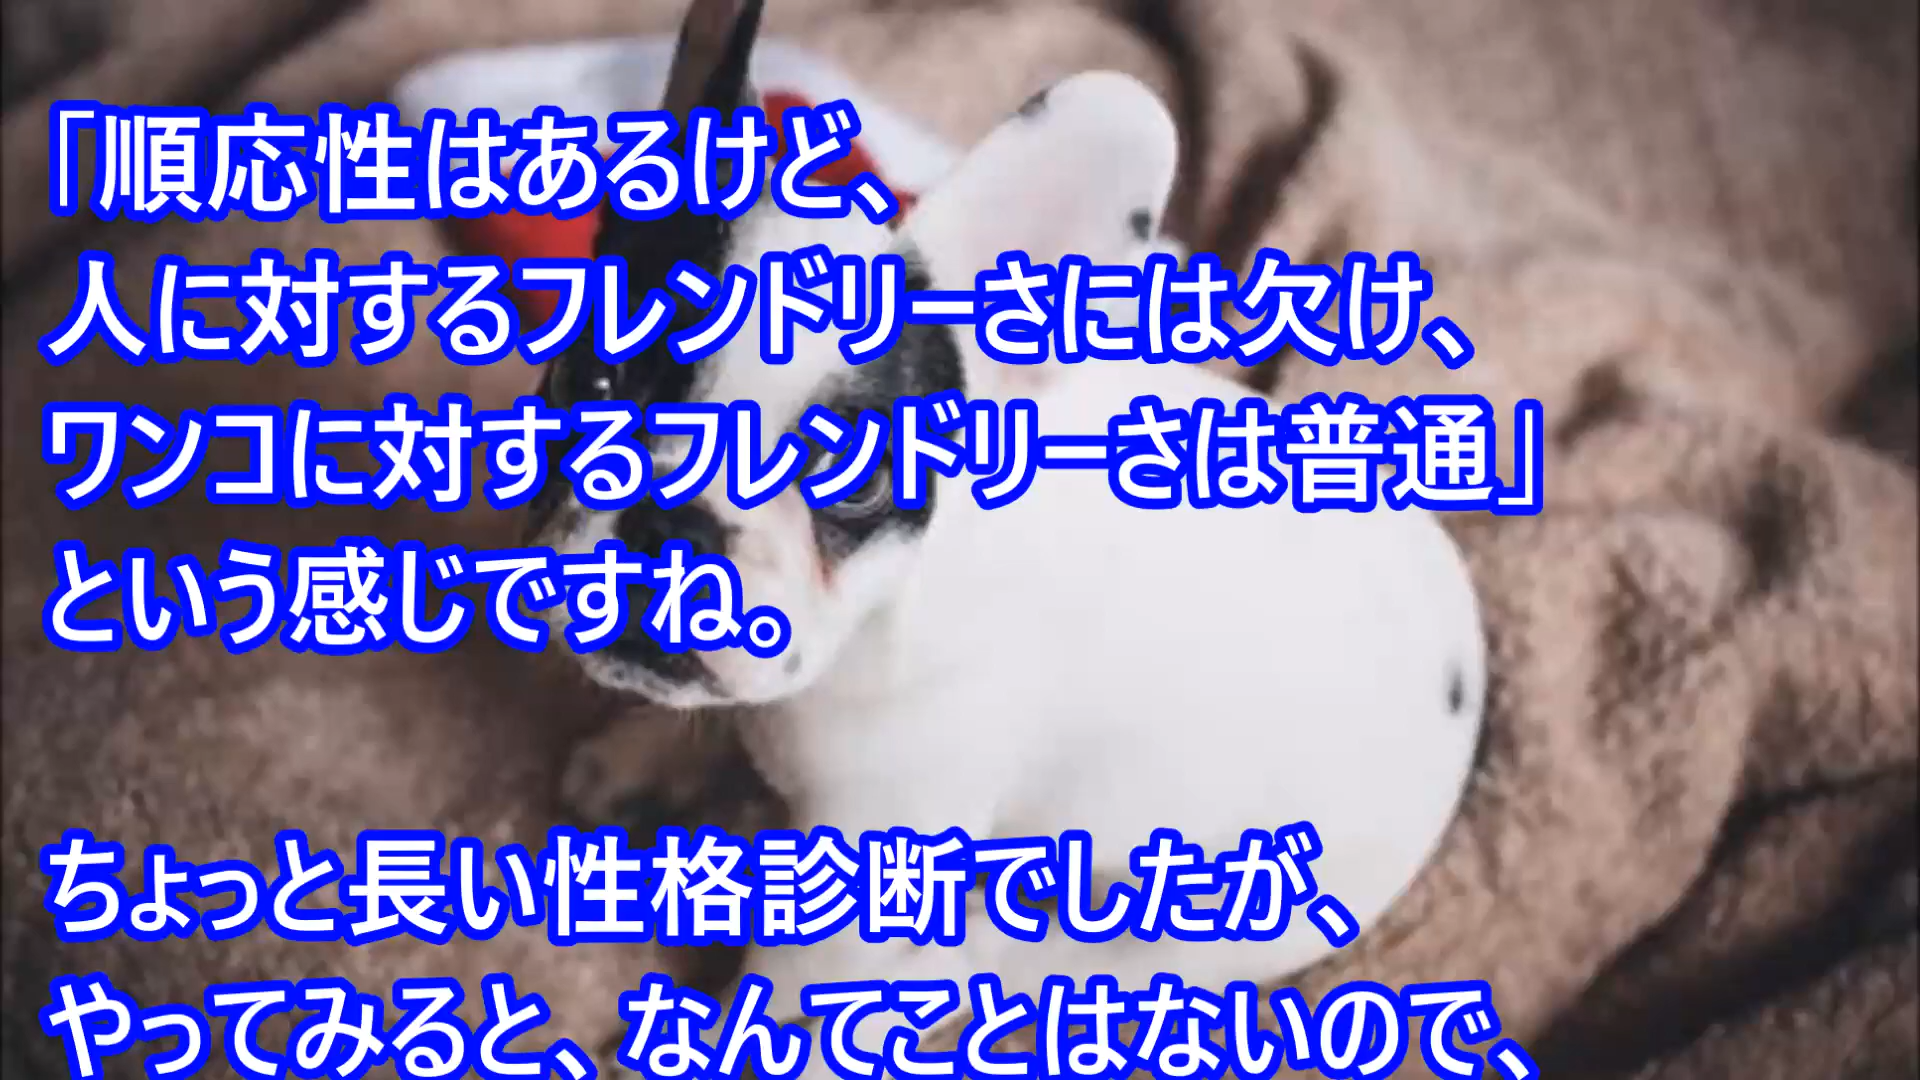 「順応性はあるけど、
人に対するフレンドリーさには欠け、
ワンコに対するフレンドリーさは普通」
という感じですね。
ちょっと長い性格診断でしたが、
やってみると、なんてことはないので、